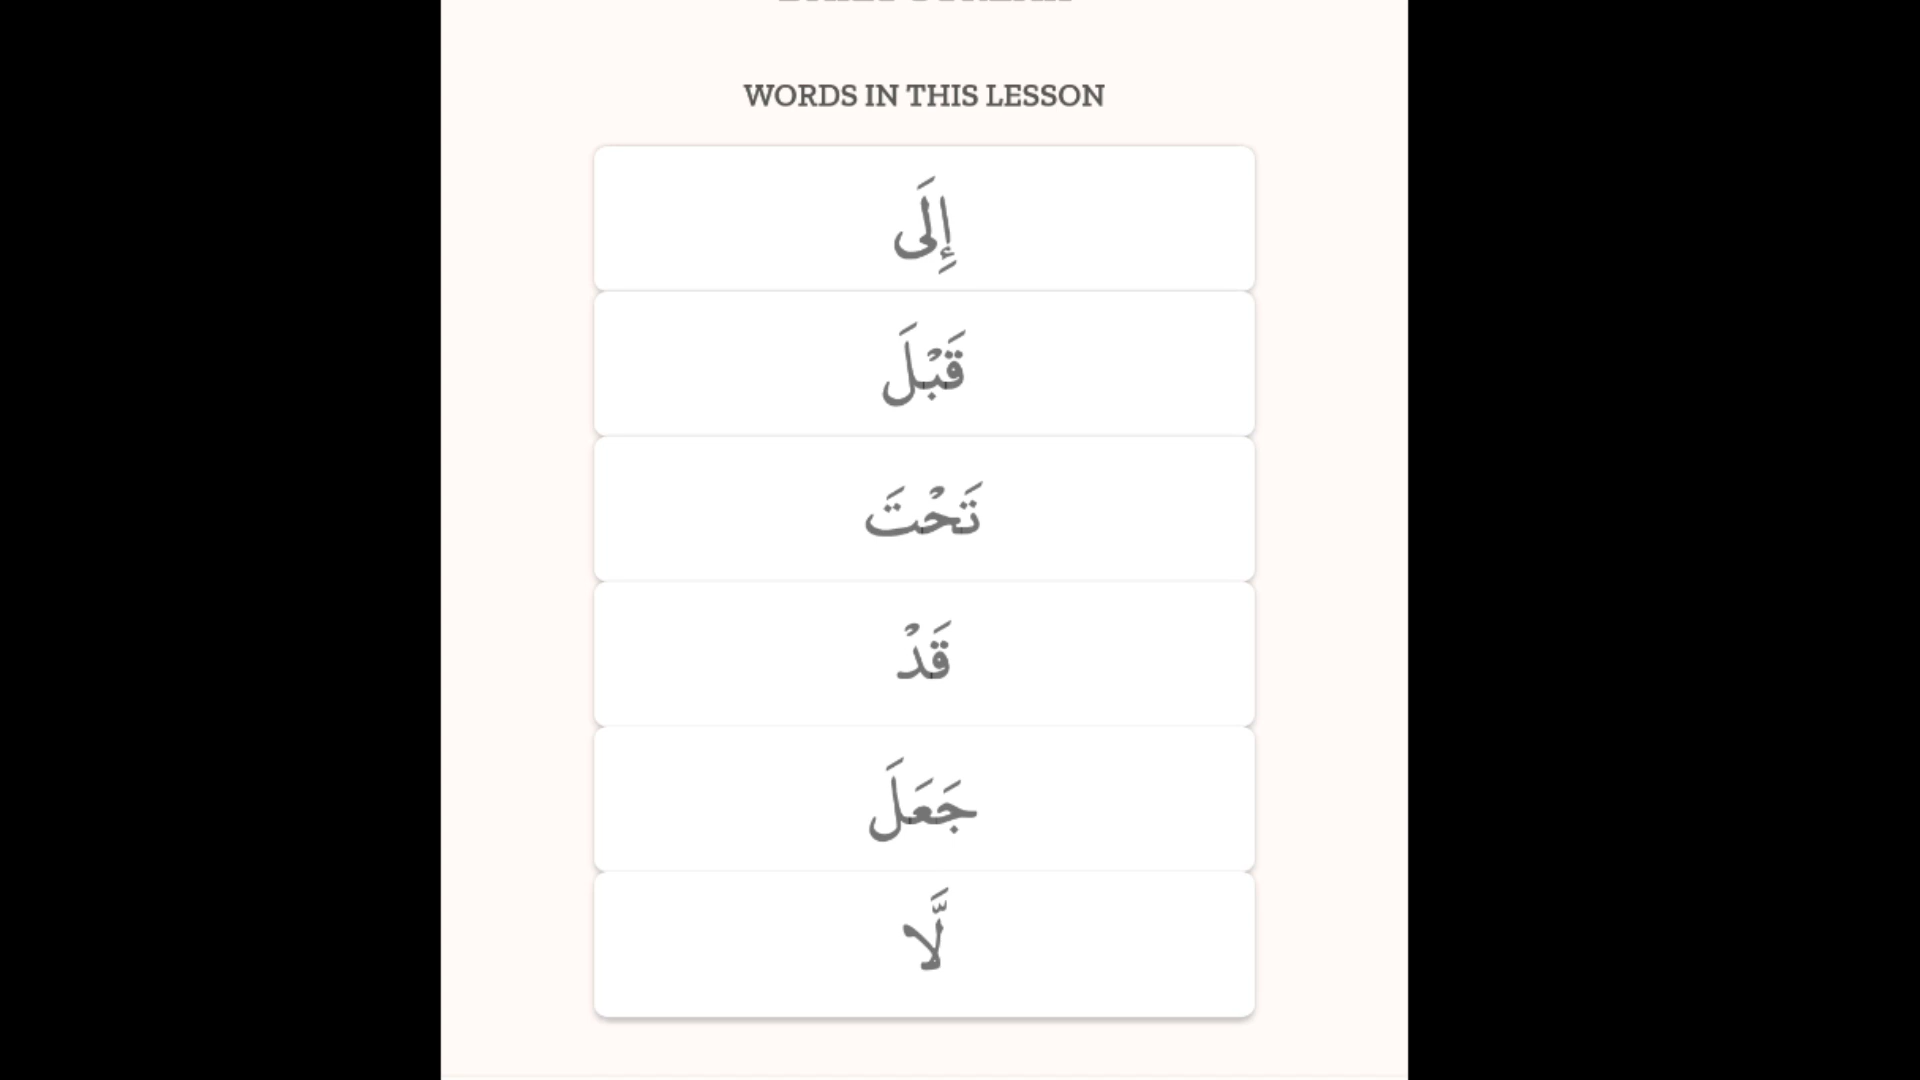 WORDS IN THIS LESSON
إِلَى
قَبْلَ
تَحْتَ
قَدْ
جَعَلَ
لَّا